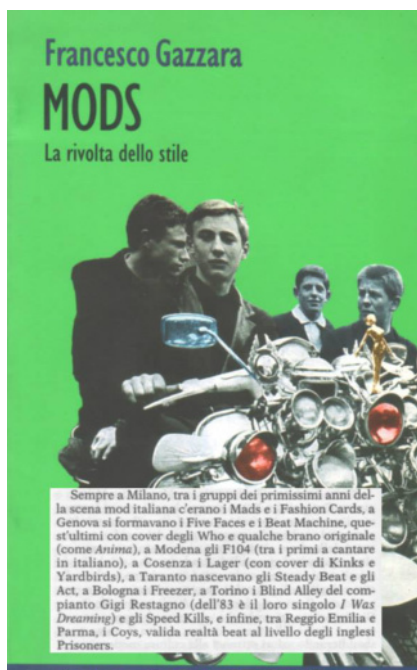 Francesco Gazzara
MODS
La rivolta dello stile
Sempre a Milano, tra i gruppi dei primissimi anni del-
la scena mod italiana c'erano i Mads e i Fashion Cards, a
Genova si formavano i Five Faces e i Beat Machine, que-
st'ultimi con cover degli Who e qualche brano originale
(come Anima), a Modena gli F104 (tra i primi a cantare
in italiano), a Cosenza i Lager (con cover di Kinks e
Yardbirds), a Taranto nascevano gli Steady Beat e gli
Act, a Bologna i Freezer, a Torino i Blind Alley del com-
pianto Gigi Restagno (dell'83 è il loro singolo I Was
Dreaming) e gli Speed Kills, e infine, tra Reggio Emilia e
Parma, i Coys, valida realtà beat al livello degli inglesi
Prisoners.